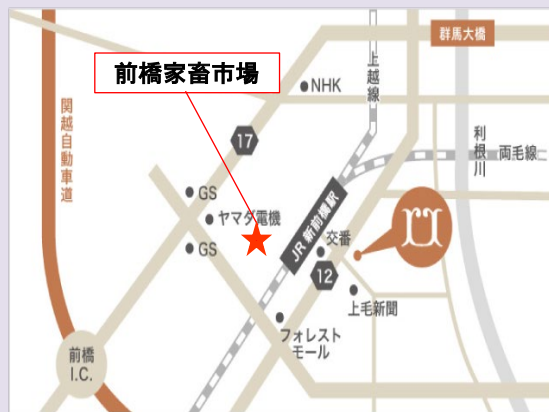 群馬大橋
前橋家畜市場
上越線
NHK
関越自動車道
17
利根川
両毛線
GS
ヤマダ電機
GS
JR 新前橋駅
交番
12
上毛新聞
フォレスト
モール
前橋
I.C.